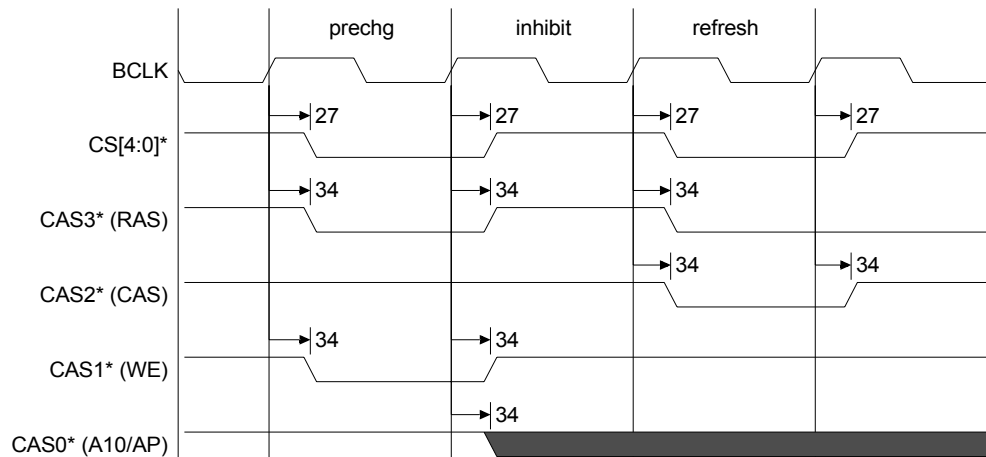 prechg inhibit refresh
BCLK
27 27 27 27
CS[4:0]*
34 34 34
CAS3* (RAS)
34 34
CAS2* (CAS)
34 34
CAS1* (WE)
34
CAS0* (A10/AP)